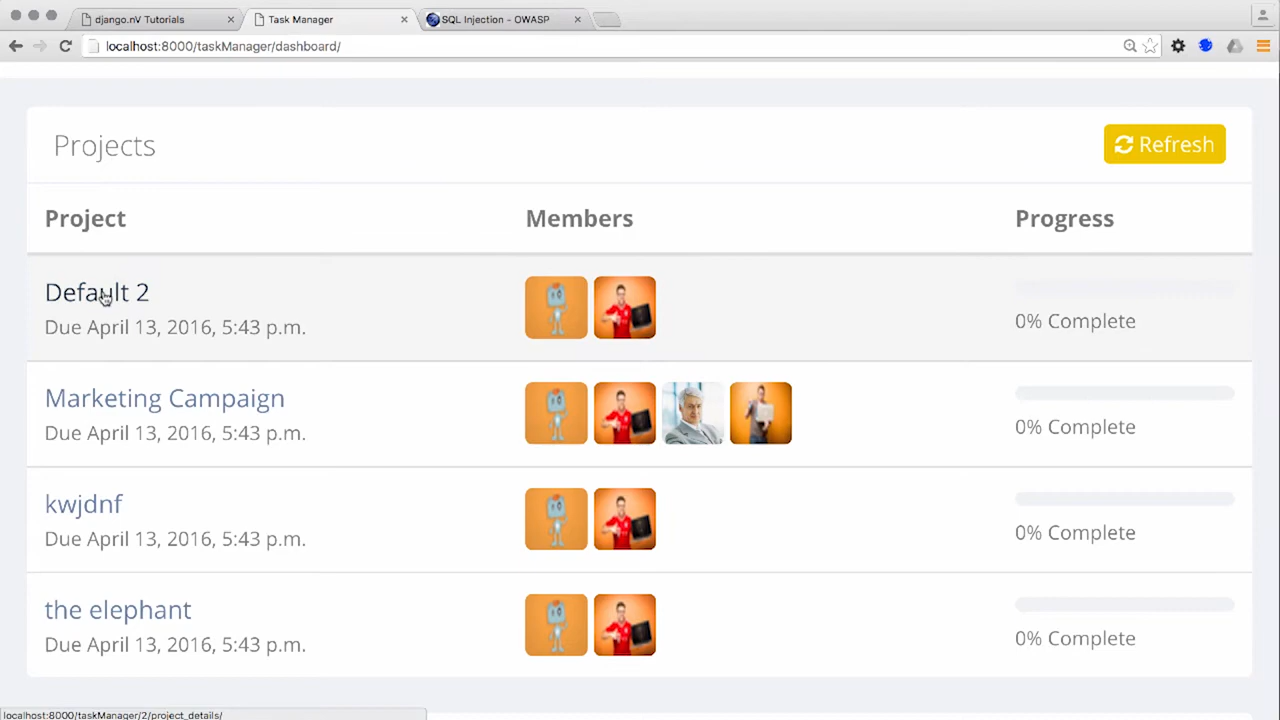 django.nV Tutorials
Task Manager
SQL Injection - OWASP
localhost:8000/taskManager/dashboard/
Projects
Refresh
Project Members Progress
Default 2
Due April 13, 2016, 5:43 p.m.
0% Complete
Marketing Campaign
Due April 13, 2016, 5:43 p.m.
0% Complete
kwjdnf
Due April 13, 2016, 5:43 p.m.
0% Complete
the elephant
Due April 13, 2016, 5:43 p.m.
0% Complete
localhost:8000/taskManager/2/project_details/